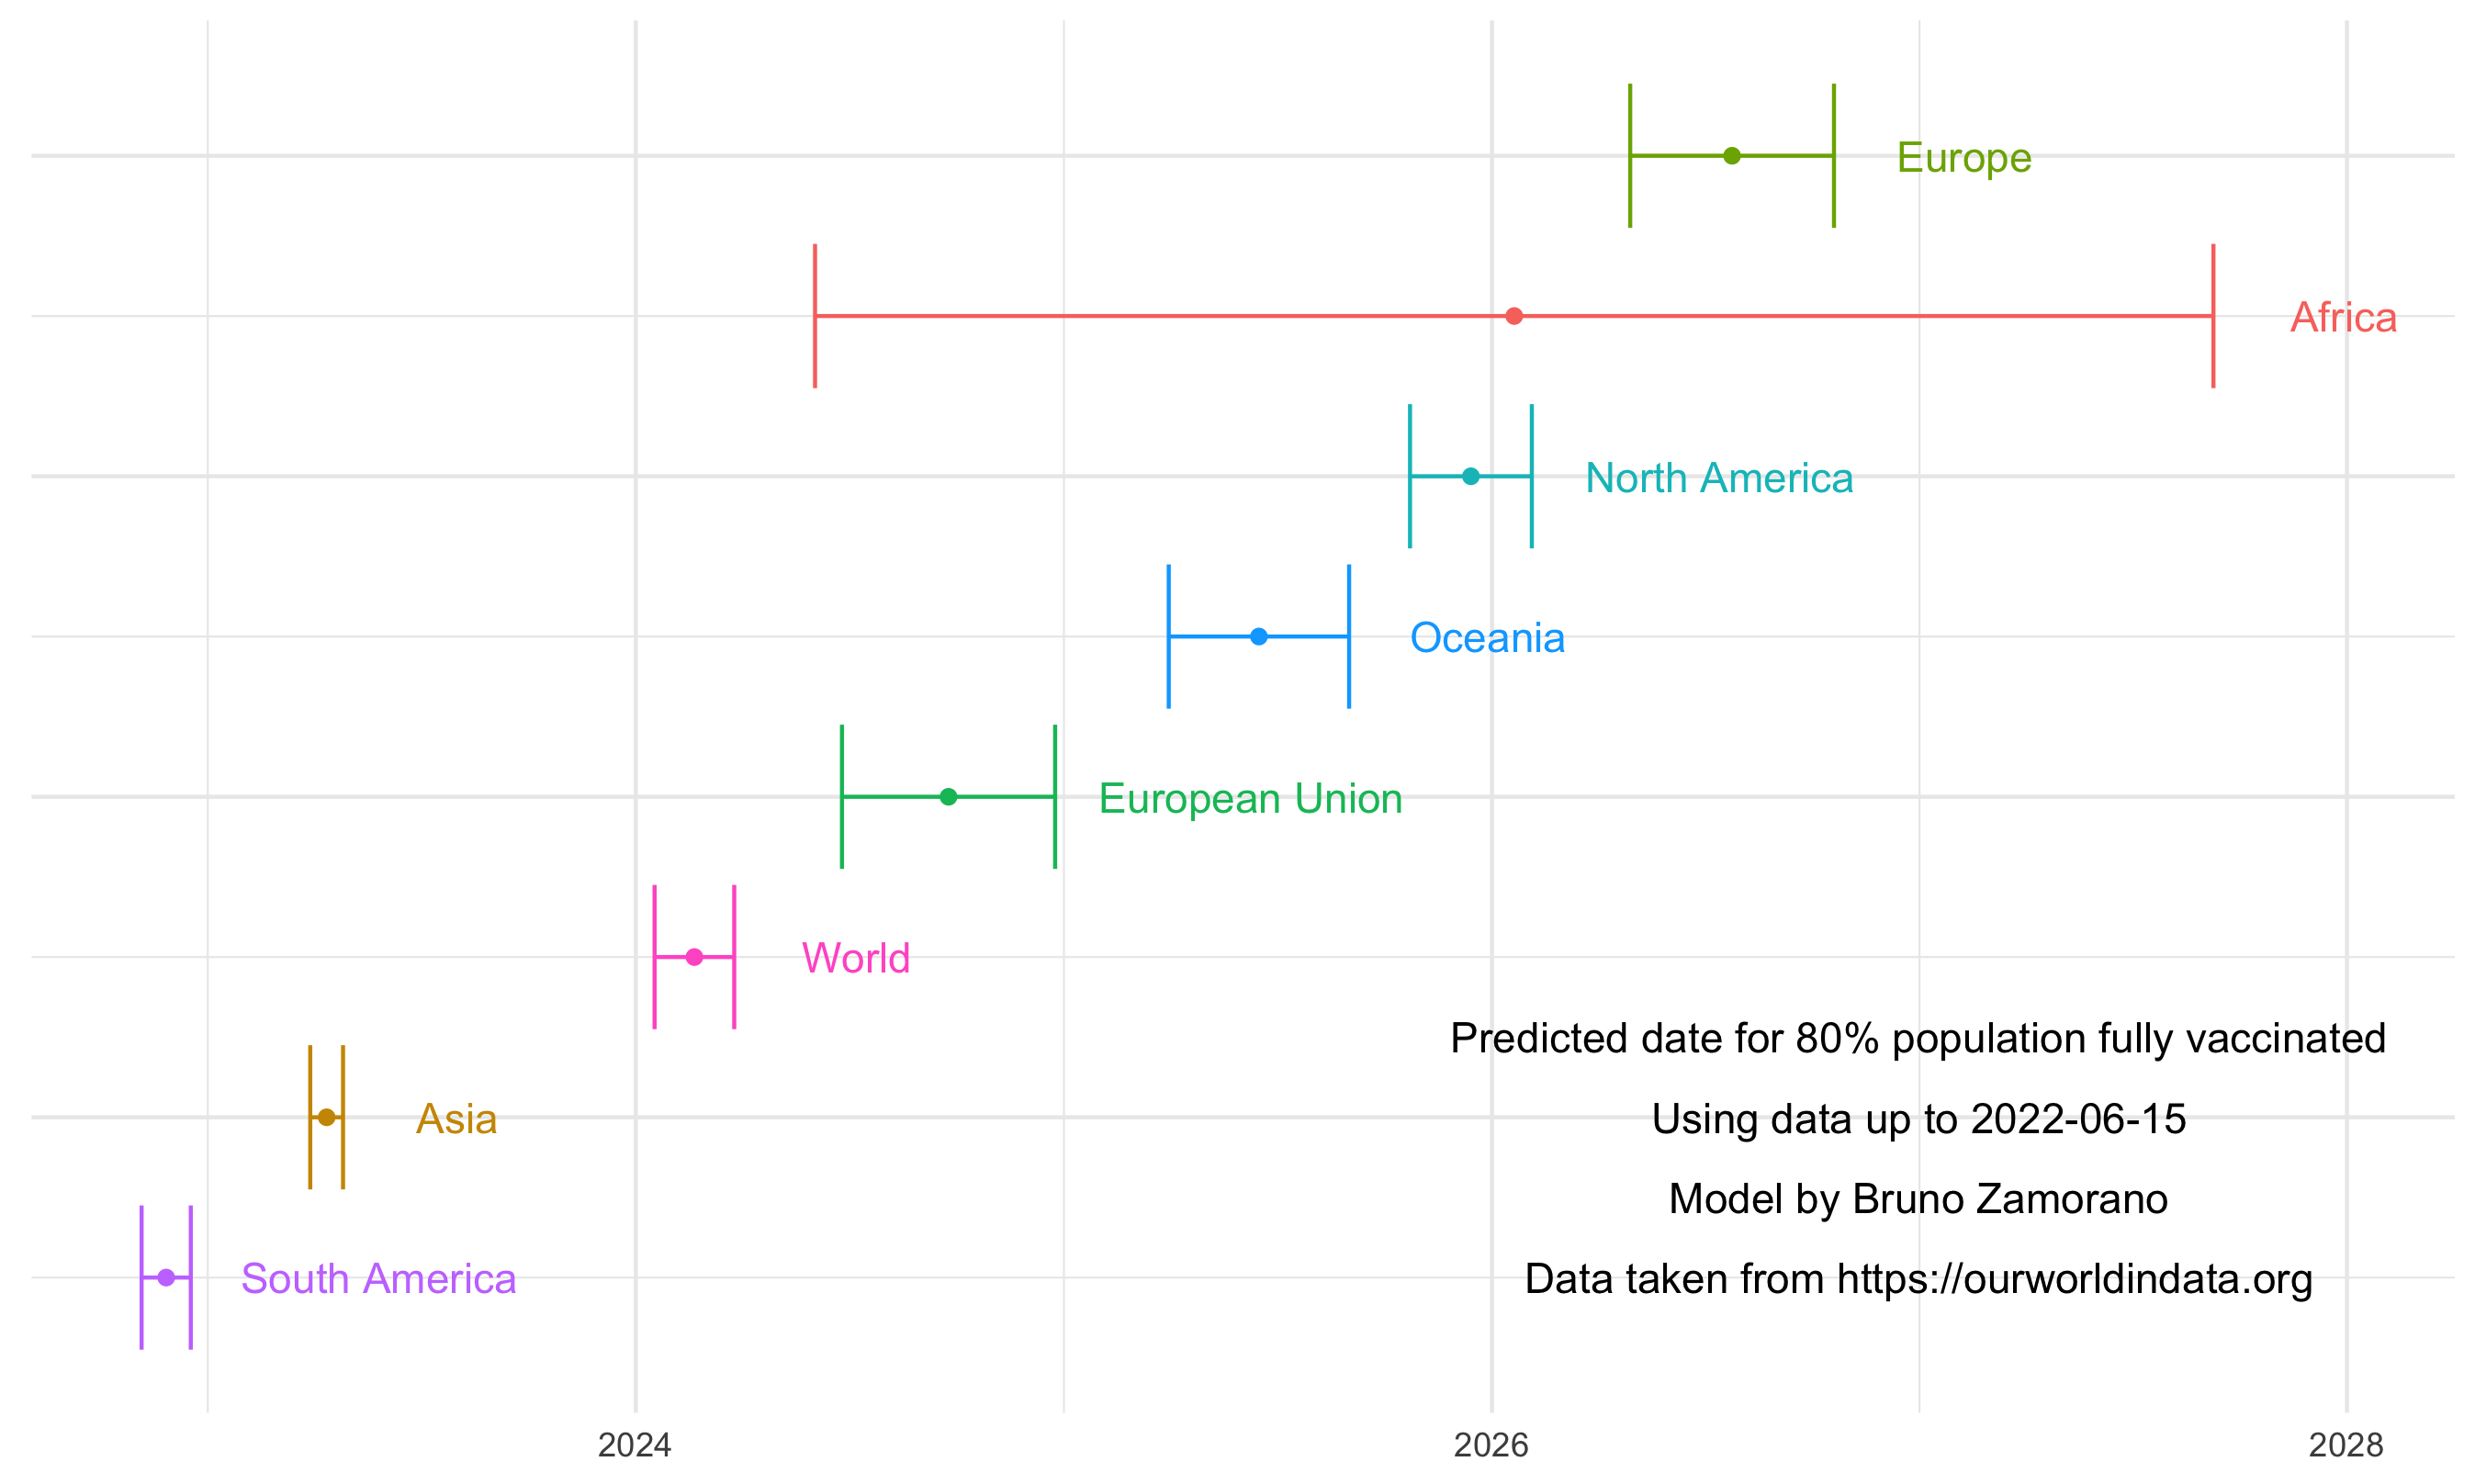 Europe
Africa
North America
Oceania
European Union
World
Predicted date for 80% population fully vaccinated
Asia
Using data up to 2022-06-15
Model by Bruno Zamorano
South America
Data taken from https://ourworldindata.org
2024
2026
2028